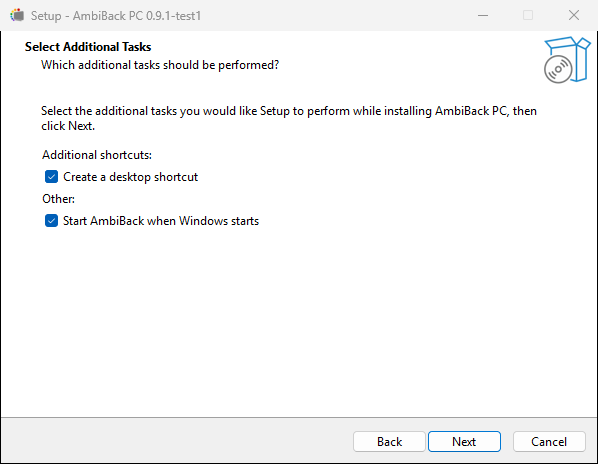 Setup - AmbiBack PC 0.9.1-test1
Select Additional Tasks
Which additional tasks should be performed?
Select the additional tasks you would like Setup to perform while installing AmbiBack PC, then
click Next.
Additional shortcuts:
Create a desktop shortcut
Other:
Start AmbiBack when Windows starts
Back
Next
Cancel